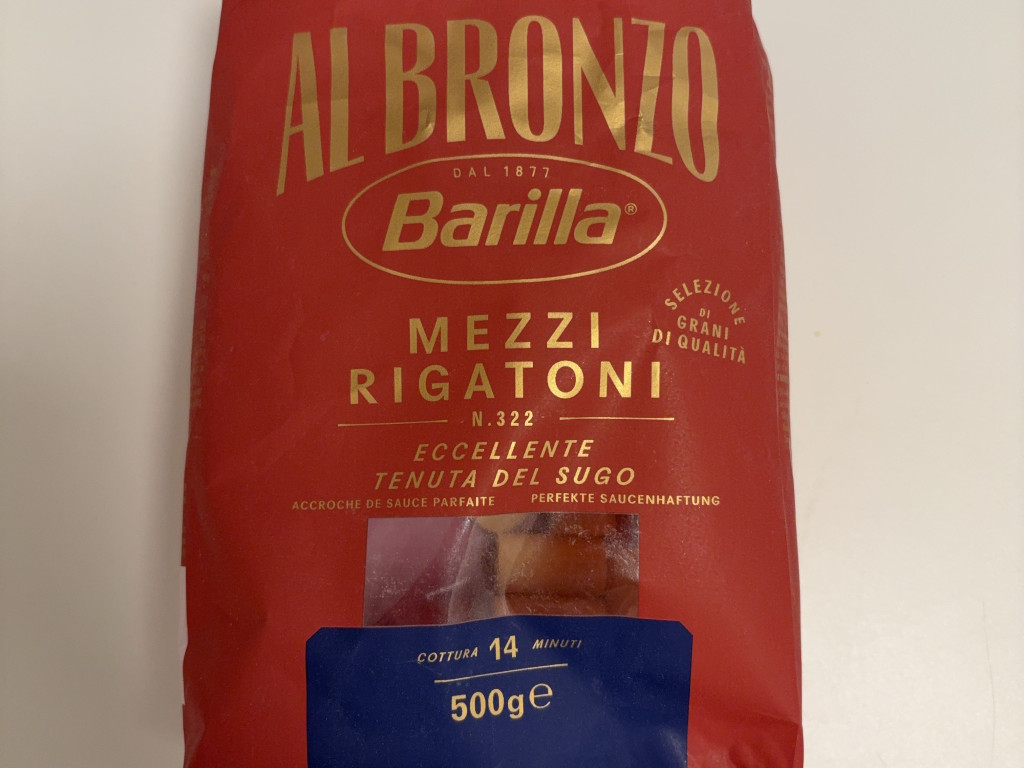 AL BRONZO
DAL 1877
Barilla®
SELEZIONE
DI
GRANI
DI QUALITÀ
MEZZI
RIGATONI
N.322
ECCELLENTE
TENUTA DEL SUGO
ACCROCHE DE SAUCE PARFAITE PERFEKTE SAUCENHAFTUNG
COTTURA 14 MINUTI
500g℮